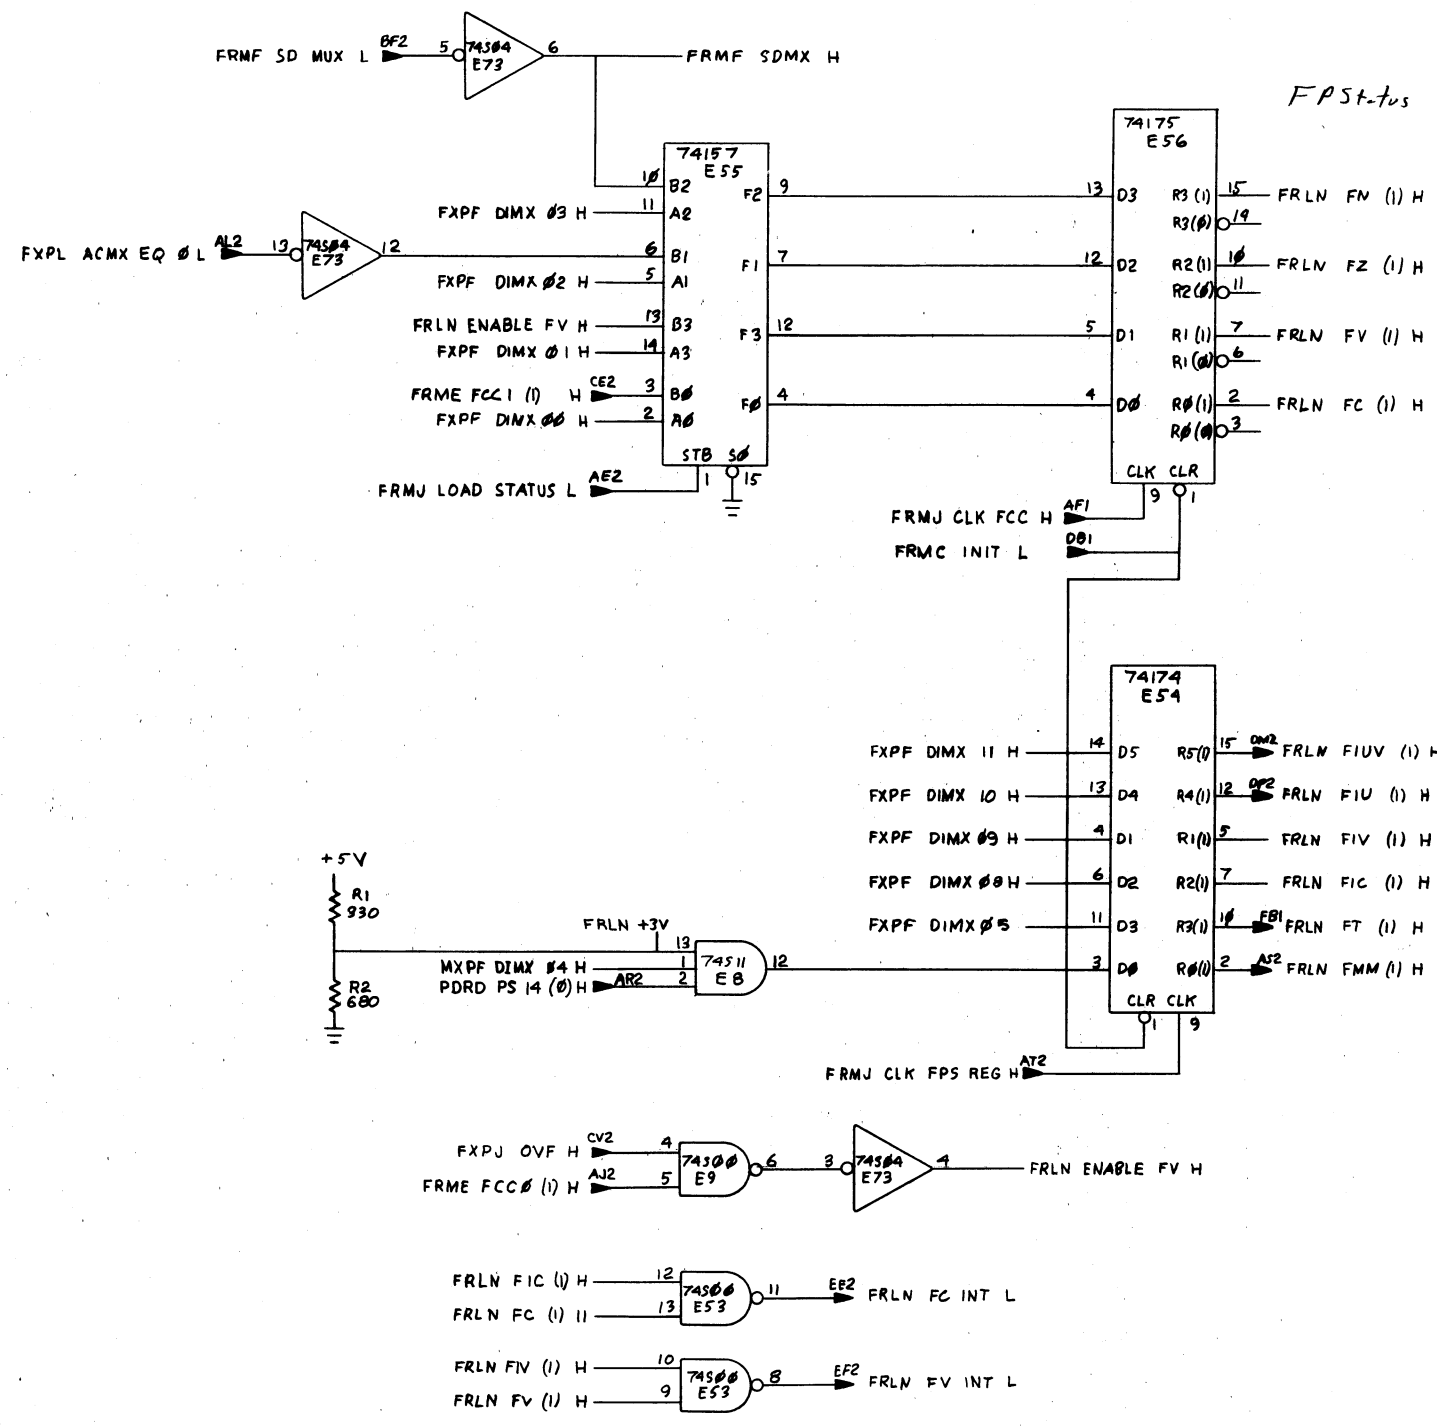 FPStatus
FRMF SD MUX L BF2 5 74S04 E73 6 FRMF SDMX H
74157
E55
74175
E56
10 B2 F2 9 13 D3 R3 (1) 15 FRLN FN (1) H
FXPF DIMX 03 H 11 A2 R3(0) 14
FXPL ACMX EQ 0 L AL2 13 74S04 E73 12 6 B1 F1 7 12 D2 R2(1) 10 FRLN FZ (1) H
FXPF DIMX 02 H 5 A1 R2(0) 11
FRLN ENABLE FV H 13 B3 F3 12 5 D1 R1(1) 7 FRLN FV (1) H
FXPF DIMX 01 H 14 A3 R1(0) 6
FRME FCC1 (1) H CE2 3 B0 F0 4 4 D0 R0(1) 2 FRLN FC (1) H
FXPF DIMX 00 H 2 A0 R0(0) 3
STB S0
CLK CLR
FRMJ LOAD STATUS L AE2 1 15
FRMJ CLK FCC H AF1 9 1
FRMC INIT L DB1
74174
E54
FXPF DIMX 11 H 14 D5 R5(1) 15 DM2 FRLN FIUV (1) H
FXPF DIMX 10 H 13 D4 R4(1) 12 DP2 FRLN FIU (1) H
FXPF DIMX 09 H 4 D1 R1(1) 5 FRLN FIV (1) H
FXPF DIMX 08 H 6 D2 R2(1) 7 FRLN FIC (1) H
FXPF DIMX 05 11 D3 R3(1) 10 FB1 FRLN FT (1) H
+5V
R1
330
FRLN +3V 13
MXPF DIMX 04 H 1 74S11 E8 12 3 D0 R0(1) 2 AS2 FRLN FMM (1) H
PDRD PS 14 (0) H AR2 2
R2
680
CLR CLK
1 9
FRMJ CLK FPS REG H AT2
FXPJ OVF H CV2 4 74S00 E9 6 3 74S04 E73 4 FRLN ENABLE FV H
FRME FCC0 (1) H AJ2 5
FRLN FIC (1) H 12 74S00 E53 11 EE2 FRLN FC INT L
FRLN FC (1) H 13
FRLN FIV (1) H 10 74S00 E53 8 EF2 FRLN FV INT L
FRLN FV (1) H 9